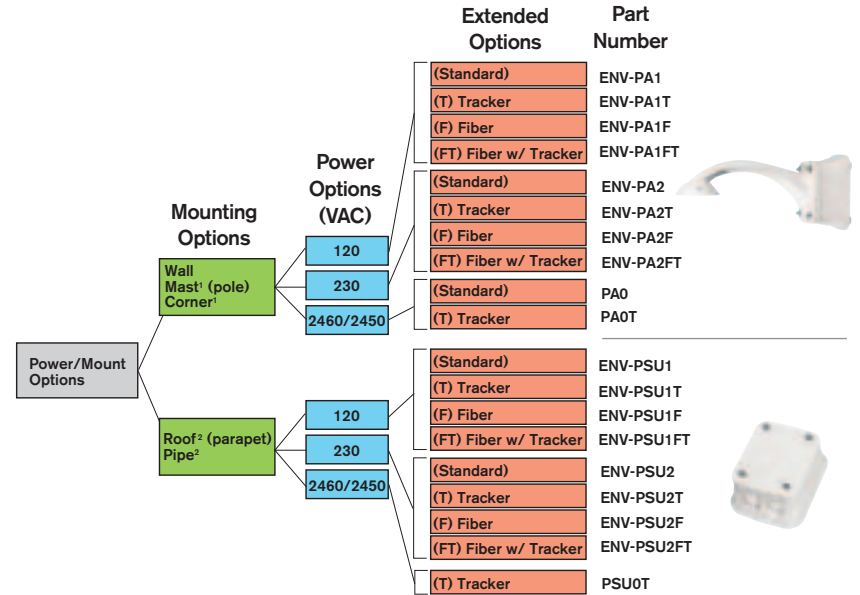 Extended
Options
Part
Number
Power
Options
(VAC)
Mounting
Options
(Standard) ENV-PA1
(T) Tracker ENV-PA1T
(F) Fiber ENV-PA1F
(FT) Fiber w/ Tracker ENV-PA1FT
(Standard) ENV-PA2
(T) Tracker ENV-PA2T
(F) Fiber ENV-PA2F
(FT) Fiber w/ Tracker ENV-PA2FT
(Standard) PA0
(T) Tracker PA0T
120
230
2460/2450
Wall
Mast¹ (pole)
Corner¹
Power/Mount
Options
Roof² (parapet)
Pipe²
120
230
2460/2450
(Standard) ENV-PSU1
(T) Tracker ENV-PSU1T
(F) Fiber ENV-PSU1F
(FT) Fiber w/ Tracker ENV-PSU1FT
(Standard) ENV-PSU2
(T) Tracker ENV-PSU2T
(F) Fiber ENV-PSU2F
(FT) Fiber w/ Tracker ENV-PSU2FT
(T) Tracker PSU0T